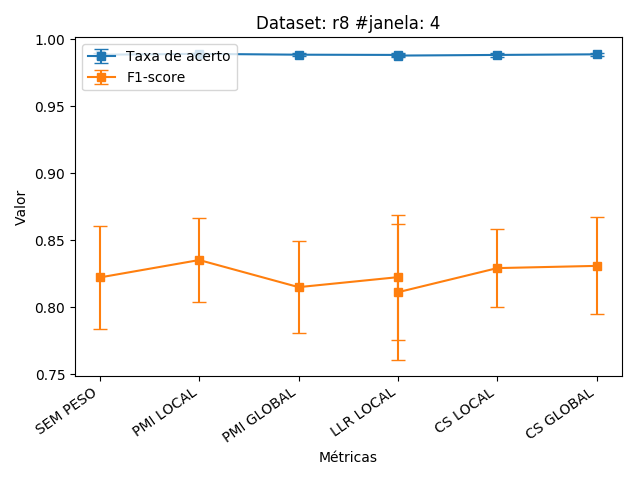 Dataset: r8 #janela: 4
Taxa de acerto
F1-score
1.00
0.95
0.90
0.85
0.80
0.75
Valor
SEM PESO
PMI LOCAL
PMI GLOBAL
LLR LOCAL
CS LOCAL
CS GLOBAL
Métricas